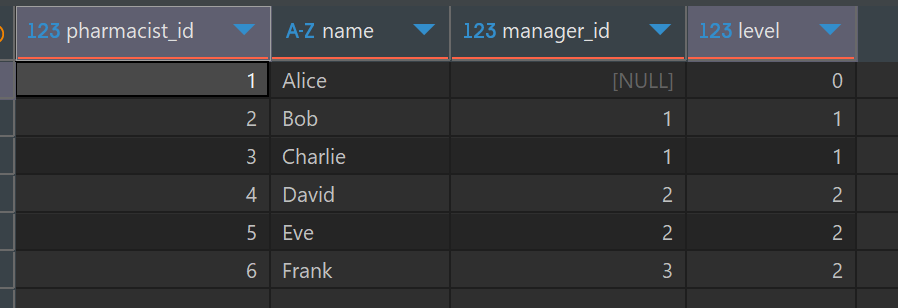 123 pharmacist_id A-Z name 123 manager_id 123 level
1 Alice [NULL] 0
2 Bob 1 1
3 Charlie 1 1
4 David 2 2
5 Eve 2 2
6 Frank 3 2